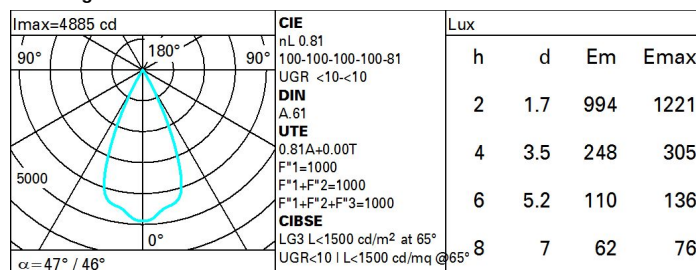 Imax=4885 cd
90° 180° 90°
5000
0°
α=47° / 46°
CIE
nL 0.81
100-100-100-100-81
UGR <10-<10
DIN
A.61
UTE
0.81A+0.00T
F"1=1000
F"1+F"2=1000
F"1+F"2+F"3=1000
CIBSE
LG3 L<1500 cd/m² at 65°
UGR<10 | L<1500 cd/mq @65°
Lux
h d Em Emax
2 1.7 994 1221
4 3.5 248 305
6 5.2 110 136
8 7 62 76